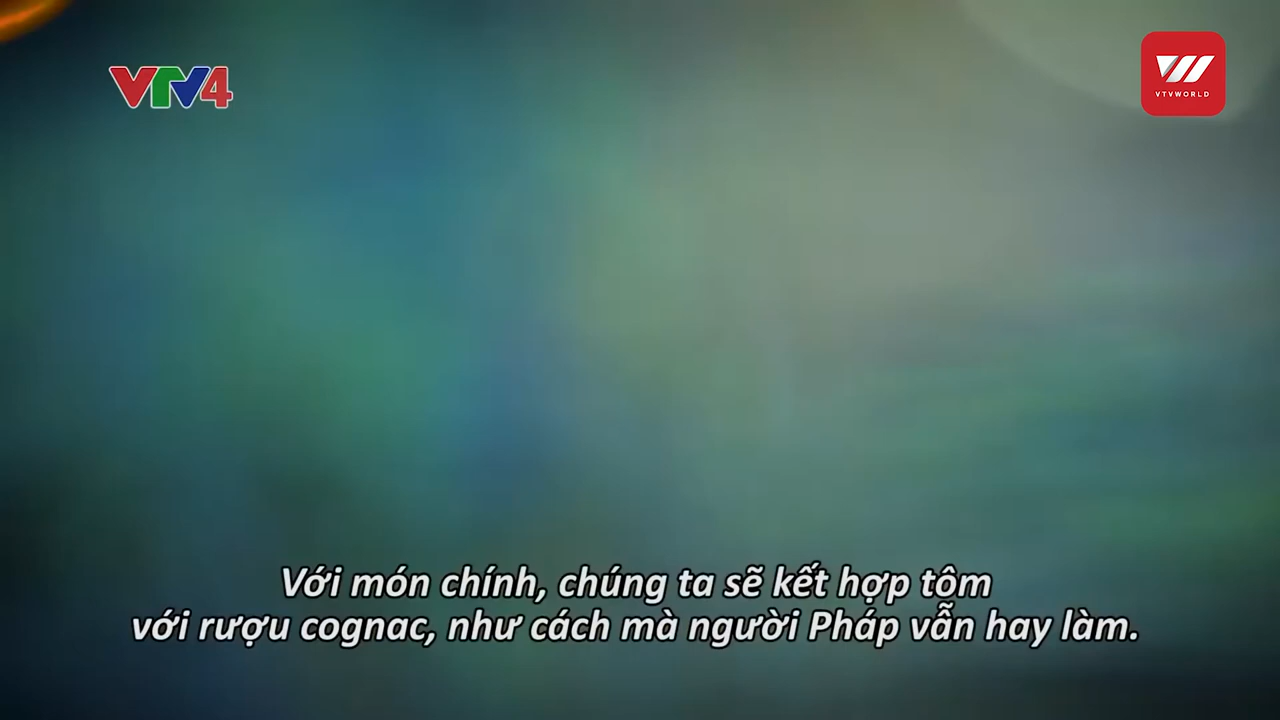 VTV4
VTVWORLD
Với món chính, chúng ta sẽ kết hợp tôm
với rượu cognac, như cách mà người Pháp vẫn hay làm.